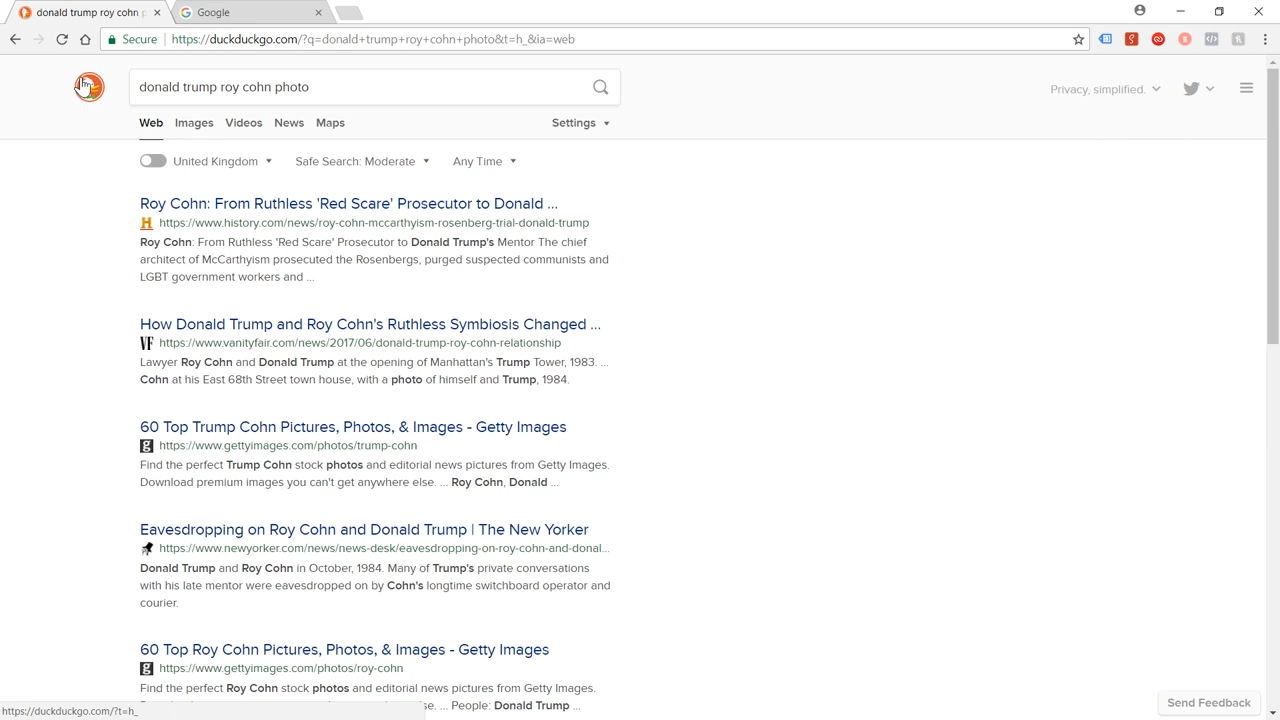 donald trump roy cohn p
Google
Secure
https://duckduckgo.com/?q=donald+trump+roy+cohn+photo&t=h_&ia=web
donald trump roy cohn photo
Privacy, simplified.
Web Images Videos News Maps Settings
United Kingdom Safe Search: Moderate Any Time
Roy Cohn: From Ruthless 'Red Scare' Prosecutor to Donald ...
H https://www.history.com/news/roy-cohn-mccarthyism-rosenberg-trial-donald-trump
Roy Cohn: From Ruthless 'Red Scare' Prosecutor to Donald Trump's Mentor The chief
architect of McCarthyism prosecuted the Rosenbergs, purged suspected communists and
LGBT government workers and ...
How Donald Trump and Roy Cohn's Ruthless Symbiosis Changed ...
VF https://www.vanityfair.com/news/2017/06/donald-trump-roy-cohn-relationship
Lawyer Roy Cohn and Donald Trump at the opening of Manhattan's Trump Tower, 1983. ...
Cohn at his East 68th Street town house, with a photo of himself and Trump, 1984.
60 Top Trump Cohn Pictures, Photos, & Images - Getty Images
g https://www.gettyimages.com/photos/trump-cohn
Find the perfect Trump Cohn stock photos and editorial news pictures from Getty Images.
Download premium images you can't get anywhere else. ... Roy Cohn, Donald ...
Eavesdropping on Roy Cohn and Donald Trump | The New Yorker
https://www.newyorker.com/news/news-desk/eavesdropping-on-roy-cohn-and-donal...
Donald Trump and Roy Cohn in October, 1984. Many of Trump's private conversations
with his late mentor were eavesdropped on by Cohn's longtime switchboard operator and
courier.
60 Top Roy Cohn Pictures, Photos, & Images - Getty Images
g https://www.gettyimages.com/photos/roy-cohn
Find the perfect Roy Cohn stock photos and editorial news pictures from Getty Images.
else. ... People: Donald Trump ...
Send Feedback
https://duckduckgo.com/?t=h_